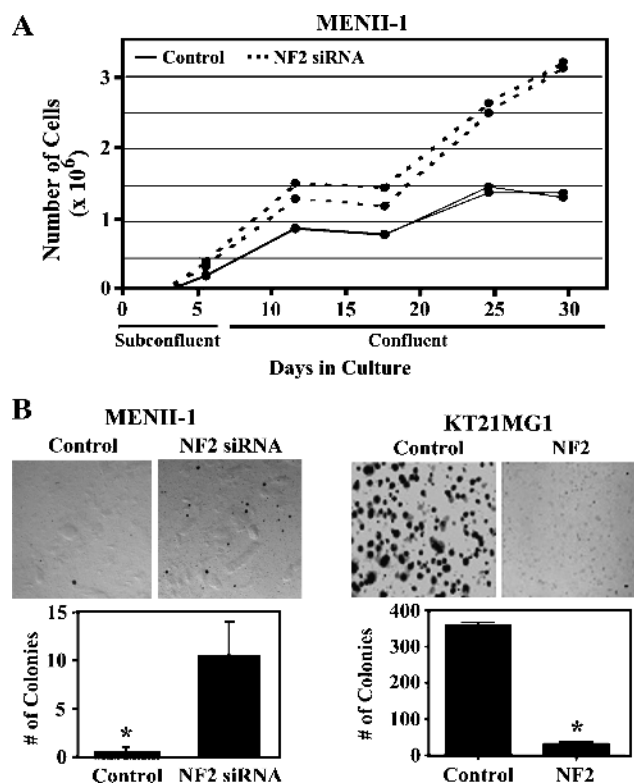 A
MENII-1
Control NF2 siRNA
Number of Cells
(x 10⁶)
3
2
1
0
0 5 10 15 20 25 30
Subconfluent Confluent
Days in Culture
B
MENII-1
Control NF2 siRNA
# of Colonies
15
10
5
0
*
Control NF2 siRNA
KT21MG1
Control NF2
# of Colonies
400
300
200
100
0
*
Control NF2